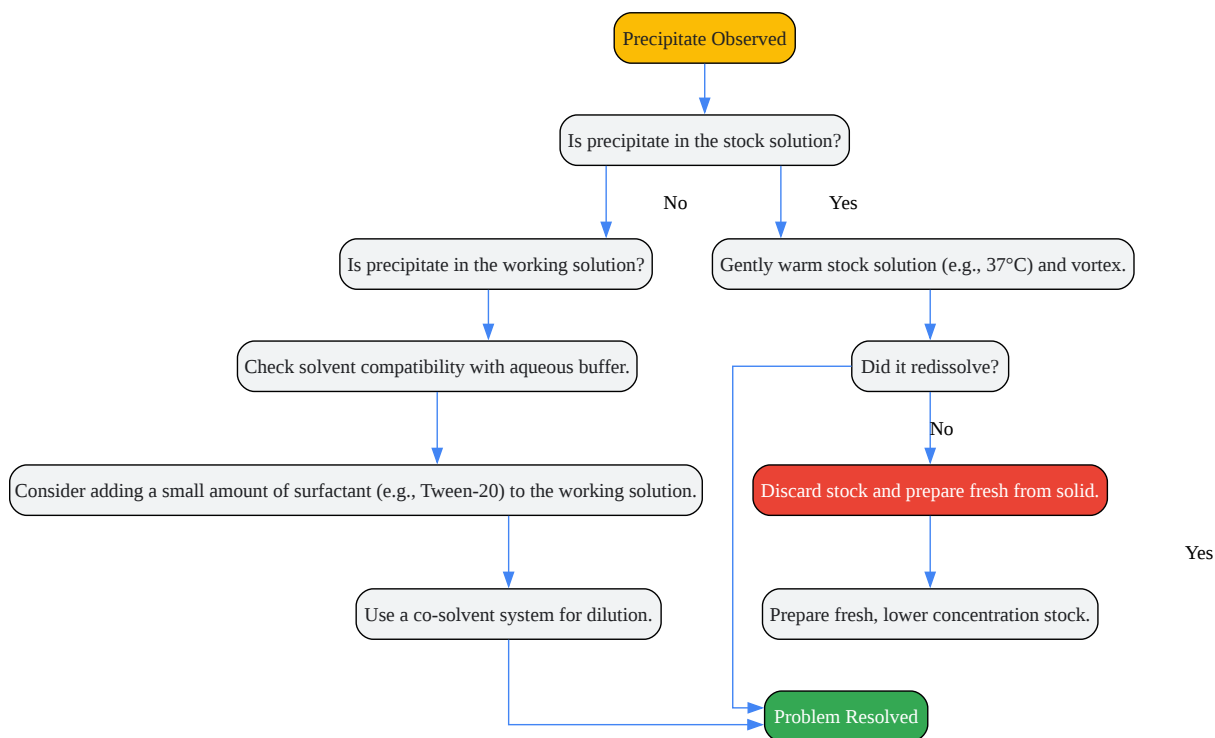 Precipitate Observed
Is precipitate in the stock solution?
No
Yes
Is precipitate in the working solution?
Gently warm stock solution (e.g., 37°C) and vortex.
Check solvent compatibility with aqueous buffer.
Did it redissolve?
No
Consider adding a small amount of surfactant (e.g., Tween-20) to the working solution.
Discard stock and prepare fresh from solid.
Yes
Use a co-solvent system for dilution.
Prepare fresh, lower concentration stock.
Problem Resolved